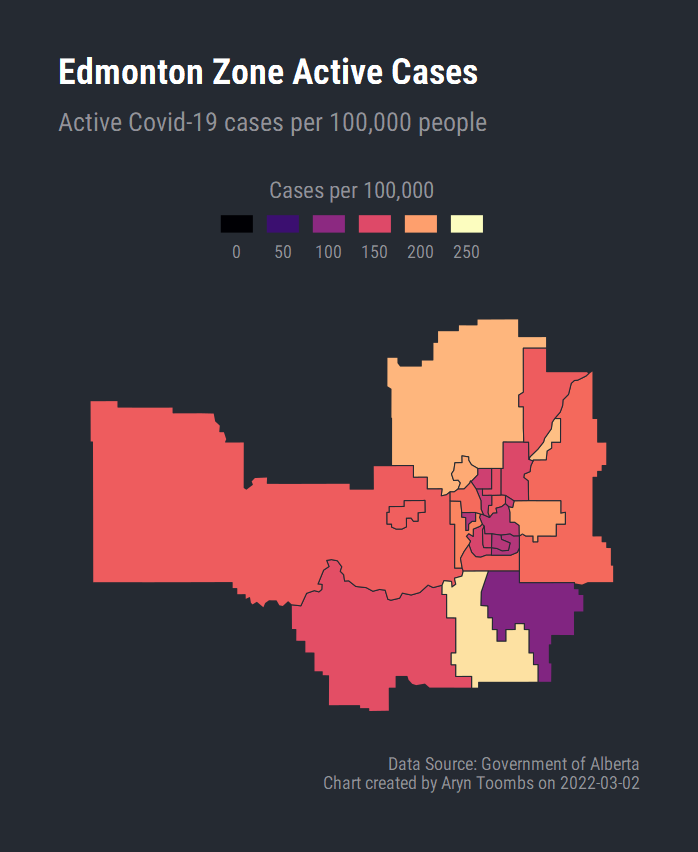 Edmonton Zone Active Cases
Active Covid-19 cases per 100,000 people
Cases per 100,000
0 50 100 150 200 250
Data Source: Government of Alberta
Chart created by Aryn Toombs on 2022-03-02